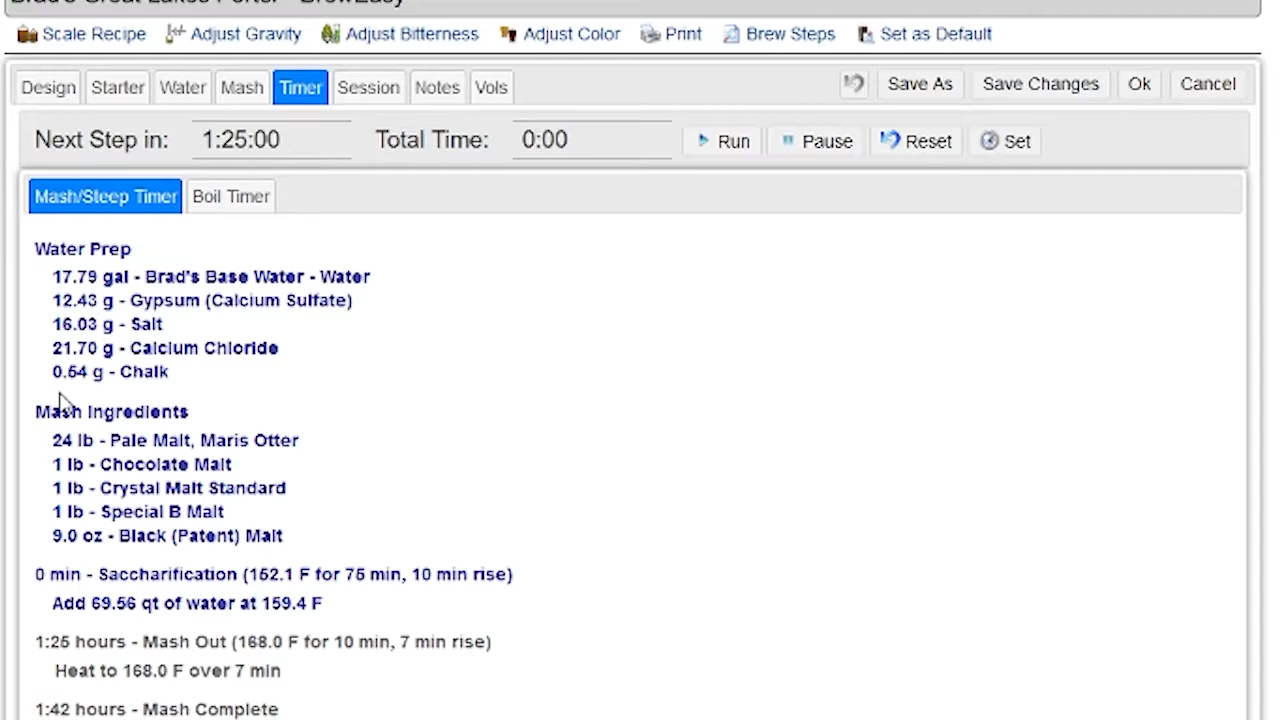 Brad's Great Lakes Porter - BrewEasy
Scale Recipe Adjust Gravity Adjust Bitterness Adjust Color Print Brew Steps Set as Default
Design Starter Water Mash Timer Session Notes Vols Save As Save Changes Ok Cancel
Next Step in: 1:25:00 Total Time: 0:00 Run Pause Reset Set
Mash/Steep Timer Boil Timer
Water Prep
17.79 gal - Brad's Base Water - Water
12.43 g - Gypsum (Calcium Sulfate)
16.03 g - Salt
21.70 g - Calcium Chloride
0.54 g - Chalk
Mash Ingredients
24 lb - Pale Malt, Maris Otter
1 lb - Chocolate Malt
1 lb - Crystal Malt Standard
1 lb - Special B Malt
9.0 oz - Black (Patent) Malt
0 min - Saccharification (152.1 F for 75 min, 10 min rise)
Add 69.56 qt of water at 159.4 F
1:25 hours - Mash Out (168.0 F for 10 min, 7 min rise)
Heat to 168.0 F over 7 min
1:42 hours - Mash Complete